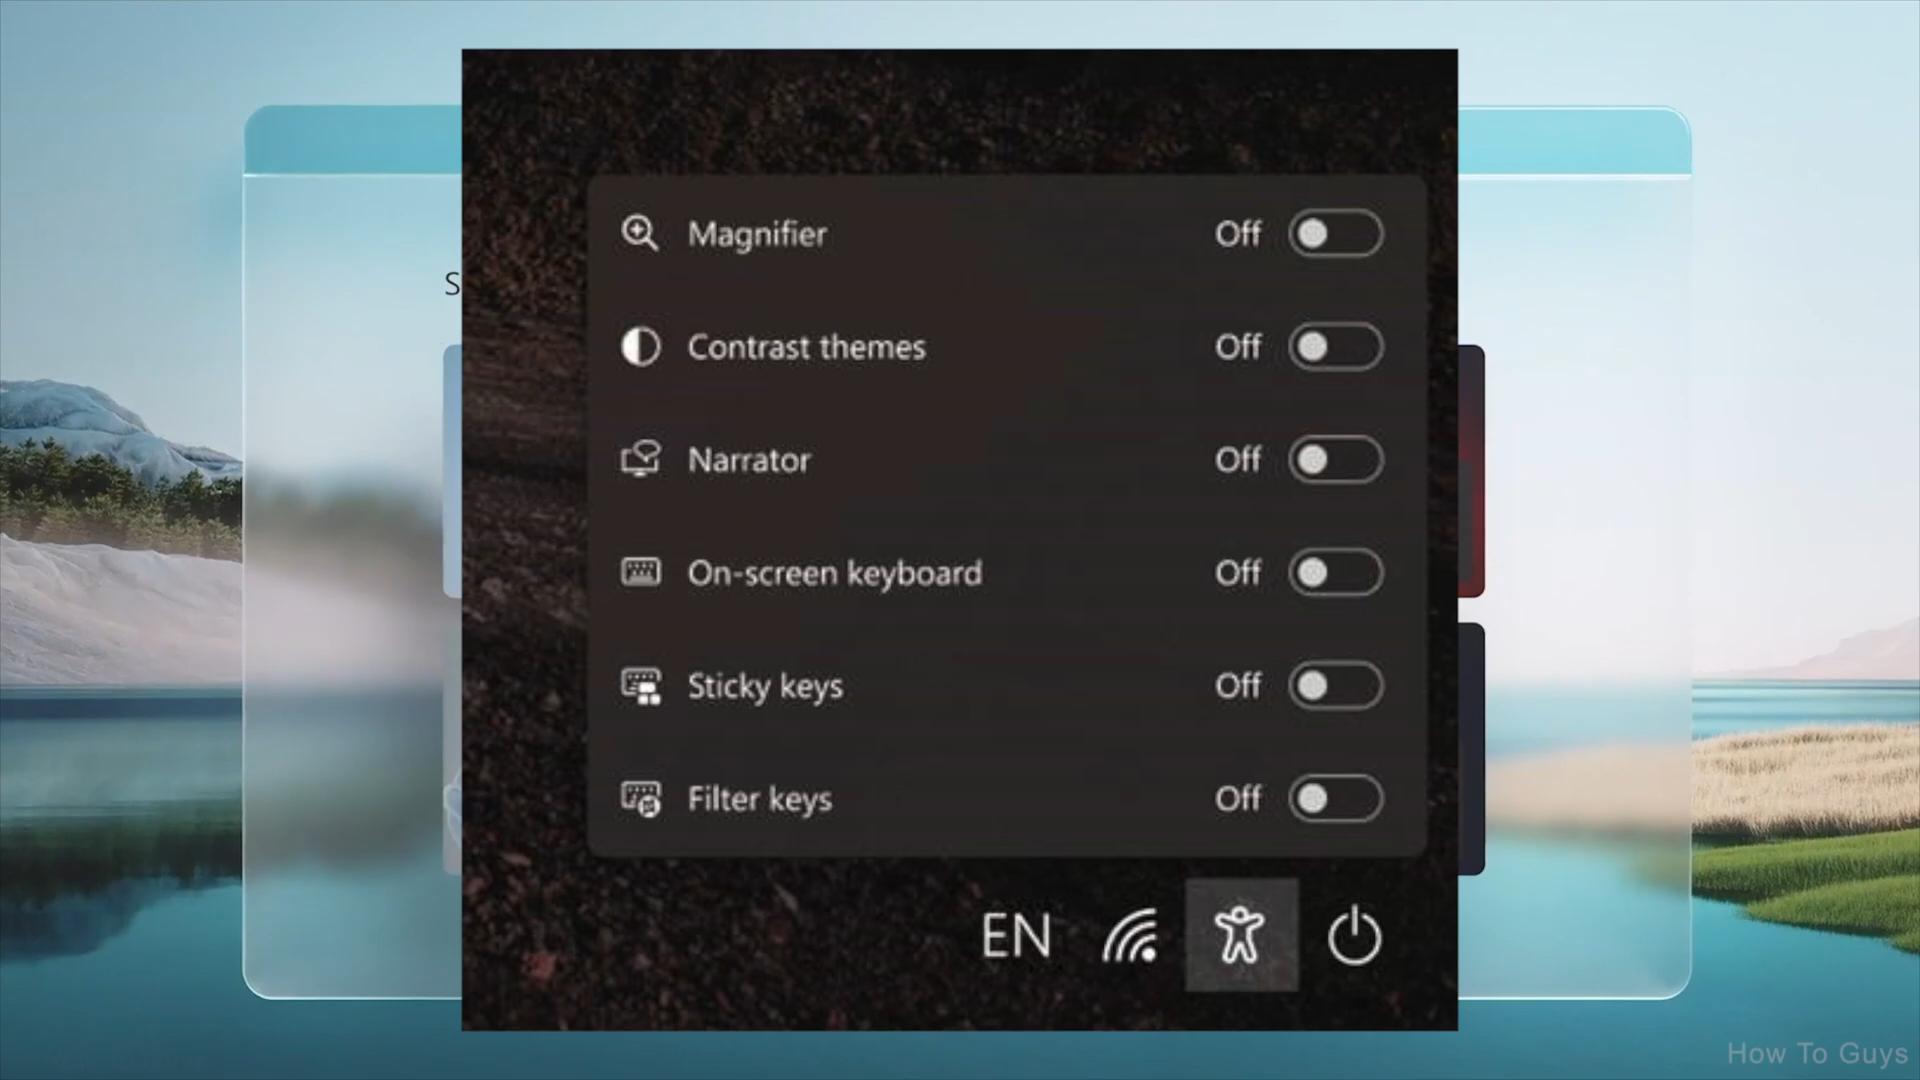 S
Magnifier Off
Contrast themes Off
Narrator Off
On-screen keyboard Off
Sticky keys Off
Filter keys Off
EN
How To Guys